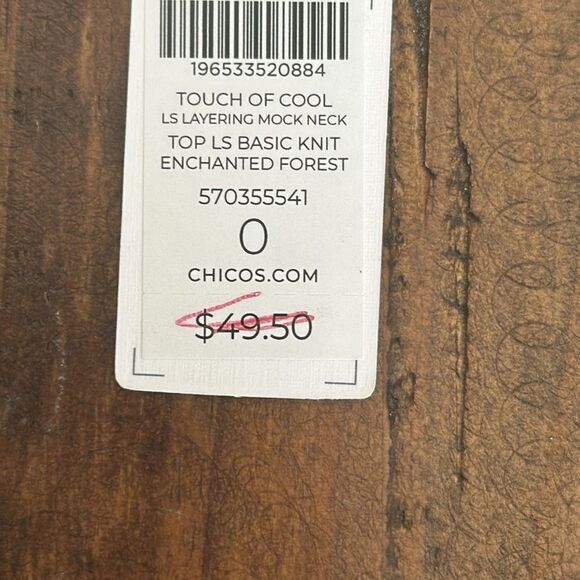 196533520884
TOUCH OF COOL
LS LAYERING MOCK NECK
TOP LS BASIC KNIT
ENCHANTED FOREST
570355541
0
CHICOS.COM
$49.50